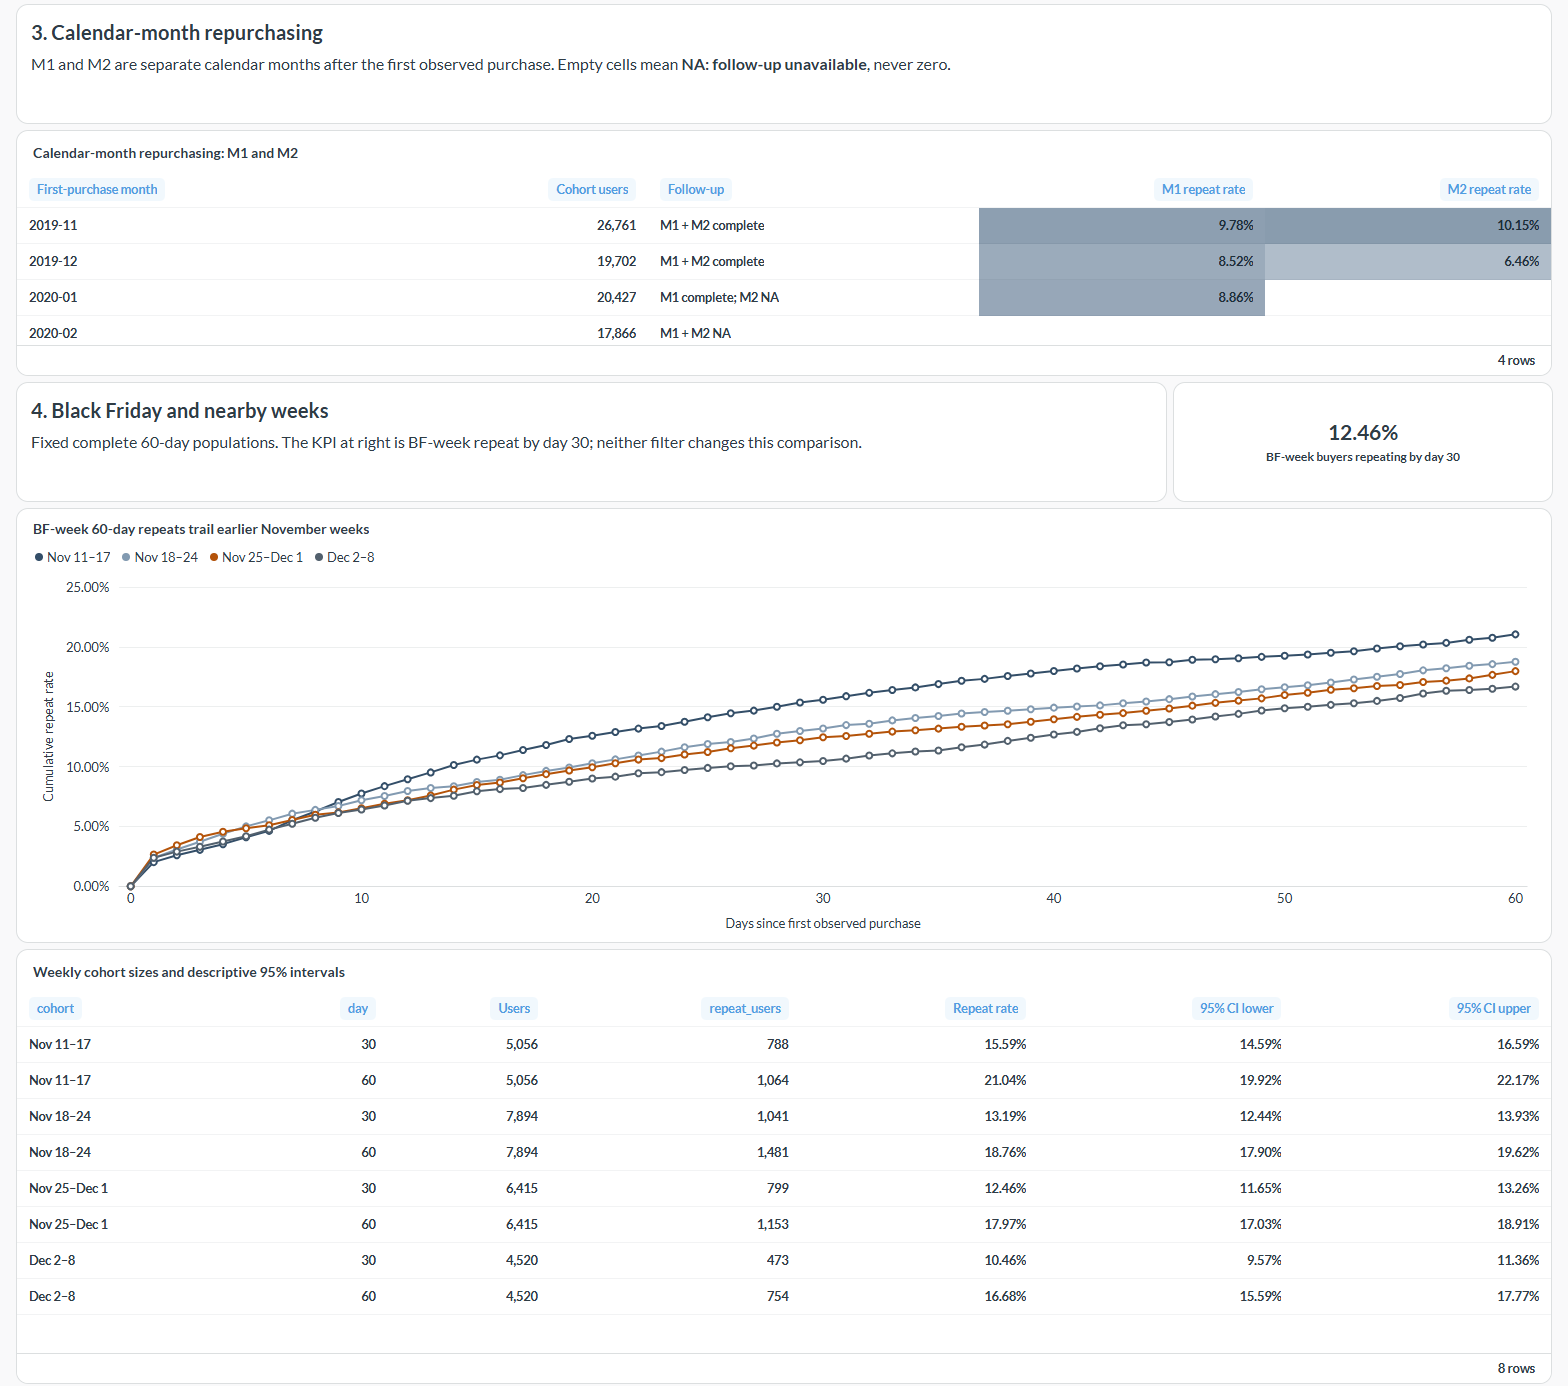 3. Calendar-month repurchasing
M1 and M2 are separate calendar months after the first observed purchase. Empty cells mean NA: follow-up unavailable, never zero.
Calendar-month repurchasing: M1 and M2
First-purchase month Cohort users Follow-up M1 repeat rate M2 repeat rate
2019-11 26,761 M1 + M2 complete 9.78% 10.15%
2019-12 19,702 M1 + M2 complete 8.52% 6.46%
2020-01 20,427 M1 complete; M2 NA 8.86%
2020-02 17,866 M1 + M2 NA
4 rows
4. Black Friday and nearby weeks
Fixed complete 60-day populations. The KPI at right is BF-week repeat by day 30; neither filter changes this comparison.
12.46%
BF-week buyers repeating by day 30
BF-week 60-day repeats trail earlier November weeks
Nov 11–17 Nov 18–24 Nov 25–Dec 1 Dec 2–8
25.00%
20.00%
15.00%
10.00%
5.00%
0.00%
Cumulative repeat rate
0 10 20 30 40 50 60
Days since first observed purchase
Weekly cohort sizes and descriptive 95% intervals
cohort day Users repeat_users Repeat rate 95% CI lower 95% CI upper
Nov 11–17 30 5,056 788 15.59% 14.59% 16.59%
Nov 11–17 60 5,056 1,064 21.04% 19.92% 22.17%
Nov 18–24 30 7,894 1,041 13.19% 12.44% 13.93%
Nov 18–24 60 7,894 1,481 18.76% 17.90% 19.62%
Nov 25–Dec 1 30 6,415 799 12.46% 11.65% 13.26%
Nov 25–Dec 1 60 6,415 1,153 17.97% 17.03% 18.91%
Dec 2–8 30 4,520 473 10.46% 9.57% 11.36%
Dec 2–8 60 4,520 754 16.68% 15.59% 17.77%
8 rows